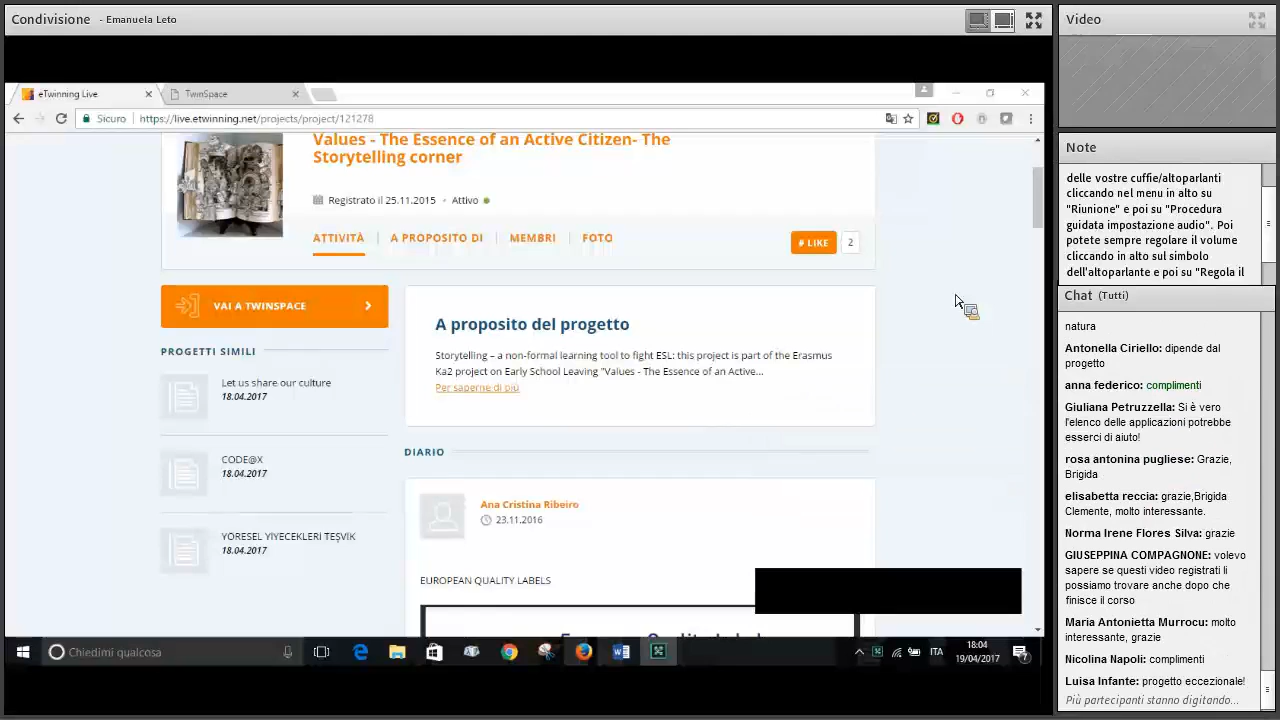 Condivisione - Emanuela Leto
eTwinning Live
TwinSpace
Sicuro
https://live.etwinning.net/projects/project/121278
Values - The Essence of an Active Citizen- The
Storytelling corner
Registrato il 25.11.2015 • Attivo
ATTIVITÀ
A PROPOSITO DI
MEMBRI
FOTO
# LIKE
2
VAI A TWINSPACE
PROGETTI SIMILI
Let us share our culture
18.04.2017
CODE@X
18.04.2017
YÖRESEL YİYECEKLERİ TEŞVİK
18.04.2017
A proposito del progetto
Storytelling – a non-formal learning tool to fight ESL: this project is part of the Erasmus
Ka2 project on Early School Leaving "Values - The Essence of an Active...
Per saperne di più
DIARIO
Ana Cristina Ribeiro
23.11.2016
EUROPEAN QUALITY LABELS
Chiedimi qualcosa
ITA
18:04
19/04/2017
7
Video
Note
delle vostre cuffie/altoparlanti
cliccando nel menu in alto su
"Riunione" e poi su "Procedura
guidata impostazione audio". Poi
potete sempre regolare il volume
cliccando in alto sul simbolo
dell'altoparlante e poi su "Regola il
Chat (Tutti)
natura
Antonella Ciriello: dipende dal
progetto
anna federico: complimenti
Giuliana Petruzzella: Si è vero
l'elenco delle applicazioni potrebbe
esserci di aiuto!
rosa antonina pugliese: Grazie,
Brigida
elisabetta reccia: grazie,Brigida
Clemente, molto interessante.
Norma Irene Flores Silva: grazie
GIUSEPPINA COMPAGNONE: volevo
sapere se questi video registrati li
possiamo trovare anche dopo che
finisce il corso
Maria Antonietta Murrocu: molto
interessante, grazie
Nicolina Napoli: complimenti
Luisa Infante: progetto eccezionale!
Più partecipanti stanno digitando...